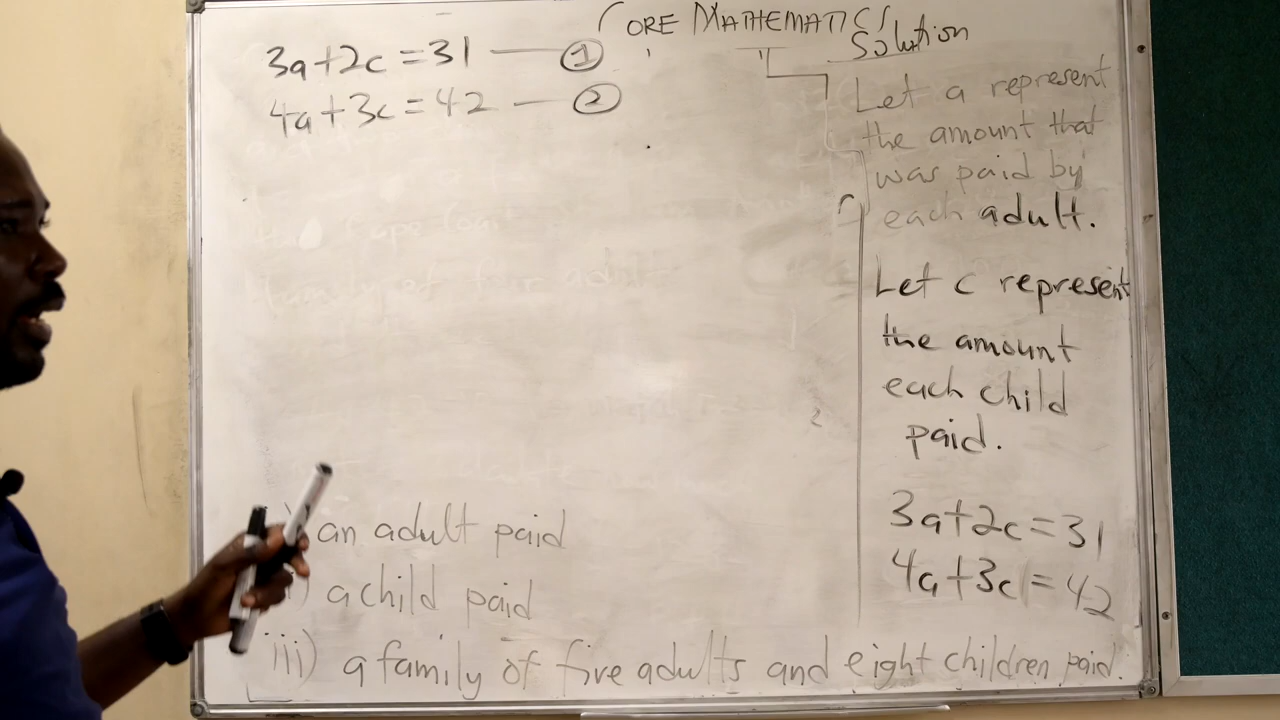 CORE MATHEMATICS
3a+2c=31 — ①
4a+3c=42 — ②
i) an adult paid
ii) a child paid
iii) a family of five adults and eight children paid.
Solution
Let a represent
the amount that
was paid by
each adult.
Let c represent
the amount
each child
paid.
3a+2c=31
4a+3c=42